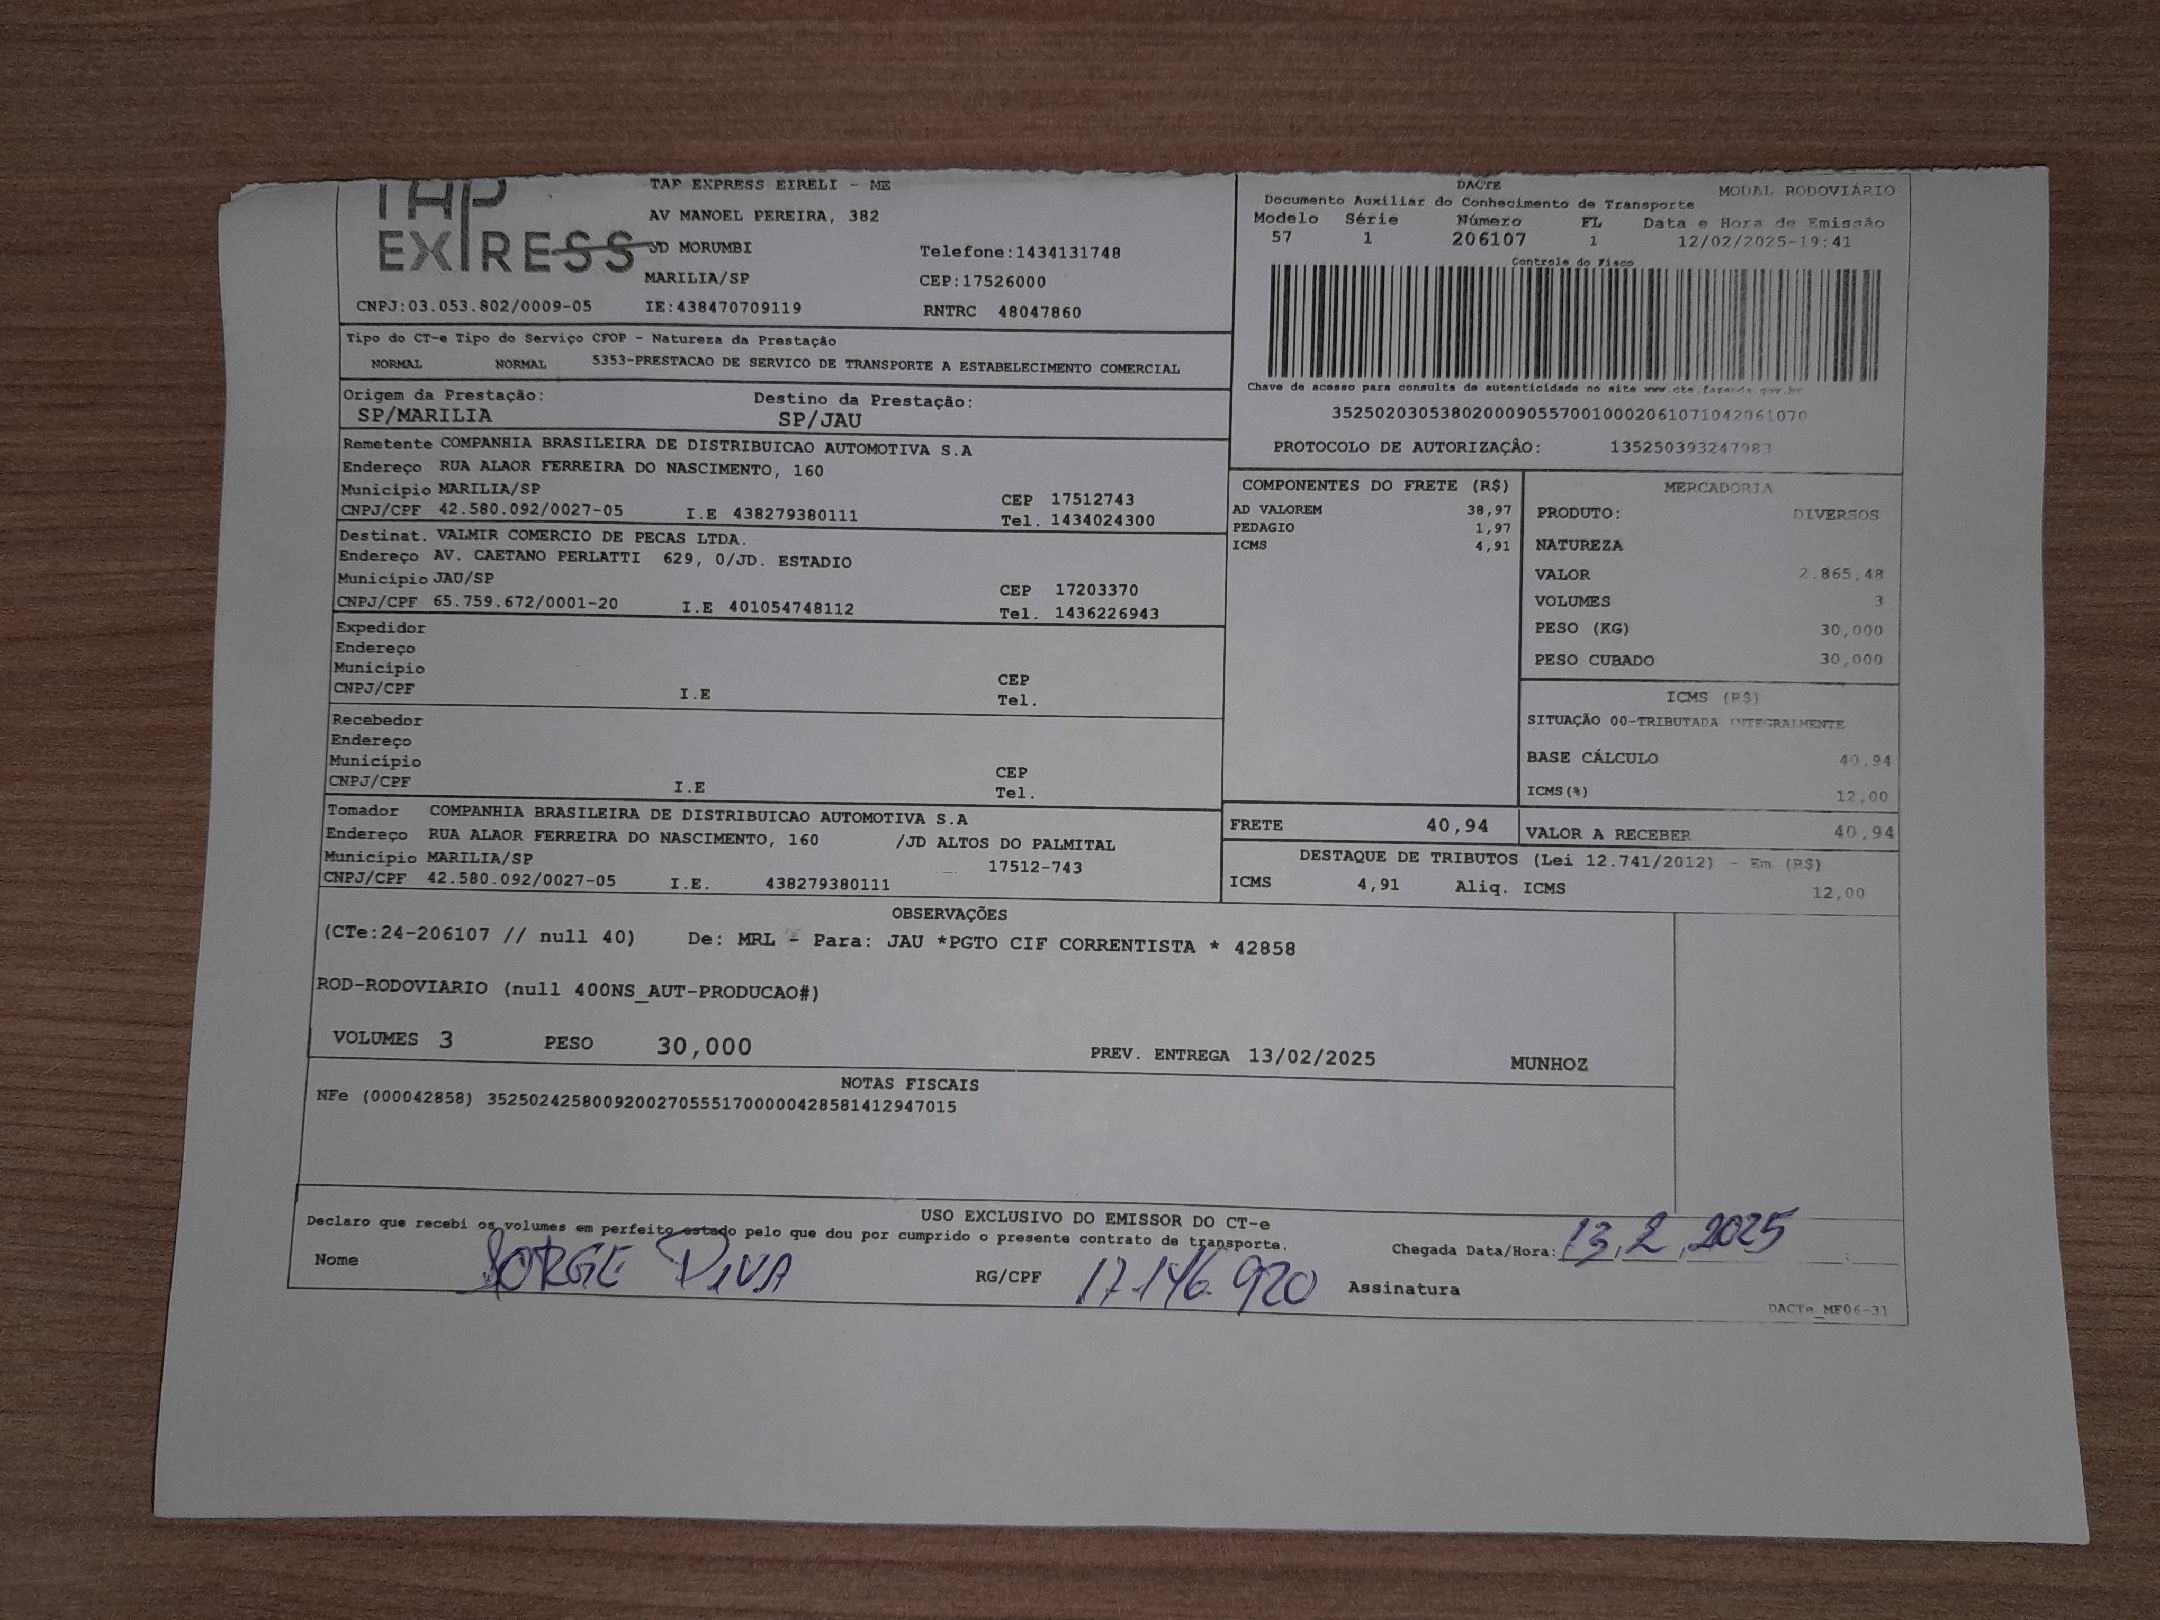 TAP
EXPRESS
TAP EXPRESS EIRELI - ME
AV MANOEL PEREIRA, 382
JD MORUMBI
Telefone:1434131748
MARILIA/SP
CEP:17526000
CNPJ:03.053.802/0009-05 IE:438470709119 RNTRC 48047860
DACTE
MODAL RODOVIÁRIO
Documento Auxiliar do Conhecimento de Transporte
Modelo Série Número FL Data e Hora de Emissão
57 1 206107 1 12/02/2025-19:41
Controle do Fisco
Chave de acesso para consulta de autenticidade no site www.cte.fazenda.gov.br
35250203053802000905570010002061071042061070
PROTOCOLO DE AUTORIZAÇÃO: 135250393247983
Tipo do CT-e Tipo do Serviço CFOP - Natureza da Prestação
NORMAL NORMAL 5353-PRESTACAO DE SERVICO DE TRANSPORTE A ESTABELECIMENTO COMERCIAL
Origem da Prestação: Destino da Prestação:
SP/MARILIA SP/JAU
Remetente COMPANHIA BRASILEIRA DE DISTRIBUICAO AUTOMOTIVA S.A
Endereço RUA ALAOR FERREIRA DO NASCIMENTO, 160
Município MARILIA/SP CEP 17512743
CNPJ/CPF 42.580.092/0027-05 I.E 438279380111 Tel. 1434024300
Destinat. VALMIR COMERCIO DE PECAS LTDA.
Endereço AV. CAETANO PERLATTI 629, 0/JD. ESTADIO
Município JAU/SP CEP 17203370
CNPJ/CPF 65.759.672/0001-20 I.E 401054748112 Tel. 1436226943
Expedidor
Endereço
Município CEP
CNPJ/CPF I.E Tel.
Recebedor
Endereço
Município CEP
CNPJ/CPF I.E Tel.
Tomador COMPANHIA BRASILEIRA DE DISTRIBUICAO AUTOMOTIVA S.A
Endereço RUA ALAOR FERREIRA DO NASCIMENTO, 160 /JD ALTOS DO PALMITAL
Município MARILIA/SP 17512-743
CNPJ/CPF 42.580.092/0027-05 I.E. 438279380111
COMPONENTES DO FRETE (R$)
AD VALOREM 38,97
PEDAGIO 1,97
ICMS 4,91
MERCADORIA
PRODUTO: DIVERSOS
NATUREZA
VALOR 2.865,48
VOLUMES 3
PESO (KG) 30,000
PESO CUBADO 30,000
ICMS (R$)
SITUAÇÃO 00-TRIBUTADA INTEGRALMENTE
BASE CÁLCULO 40,94
ICMS(%) 12,00
FRETE 40,94 VALOR A RECEBER 40,94
DESTAQUE DE TRIBUTOS (Lei 12.741/2012) - Em (R$)
ICMS 4,91 Aliq. ICMS 12,00
OBSERVAÇÕES
(CTe:24-206107 // null 40) De: MRL - Para: JAU *PGTO CIF CORRENTISTA * 42858
ROD-RODOVIARIO (null 400NS_AUT-PRODUCAO#)
VOLUMES 3 PESO 30,000 PREV. ENTREGA 13/02/2025 MUNHOZ
NOTAS FISCAIS
NFe (000042858) 35250242580092002705551700000428581412947015
USO EXCLUSIVO DO EMISSOR DO CT-e
Declaro que recebi os volumes em perfeito estado pelo que dou por cumprido o presente contrato de transporte.
Chegada Data/Hora: 13,2,2025 :
Nome JORGE DIVA RG/CPF 17.146.920 Assinatura
DACTe_MF06-31